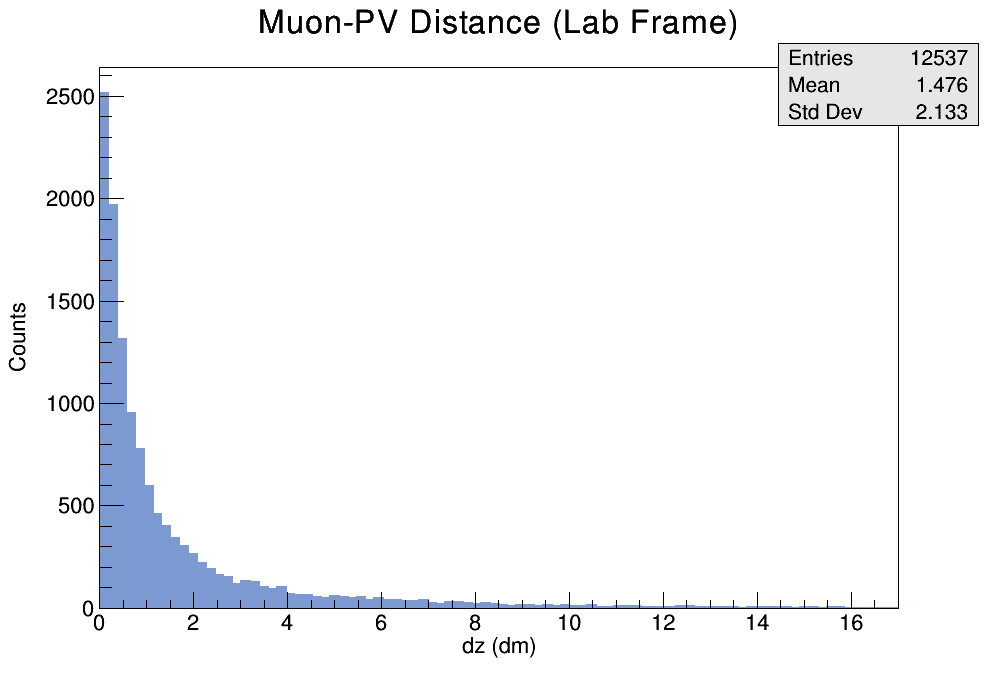 Muon-PV Distance (Lab Frame)
Entries 12537
Mean 1.476
Std Dev 2.133
2500
2000
1500
1000
500
0
Counts
0 2 4 6 8 10 12 14 16
dz (dm)